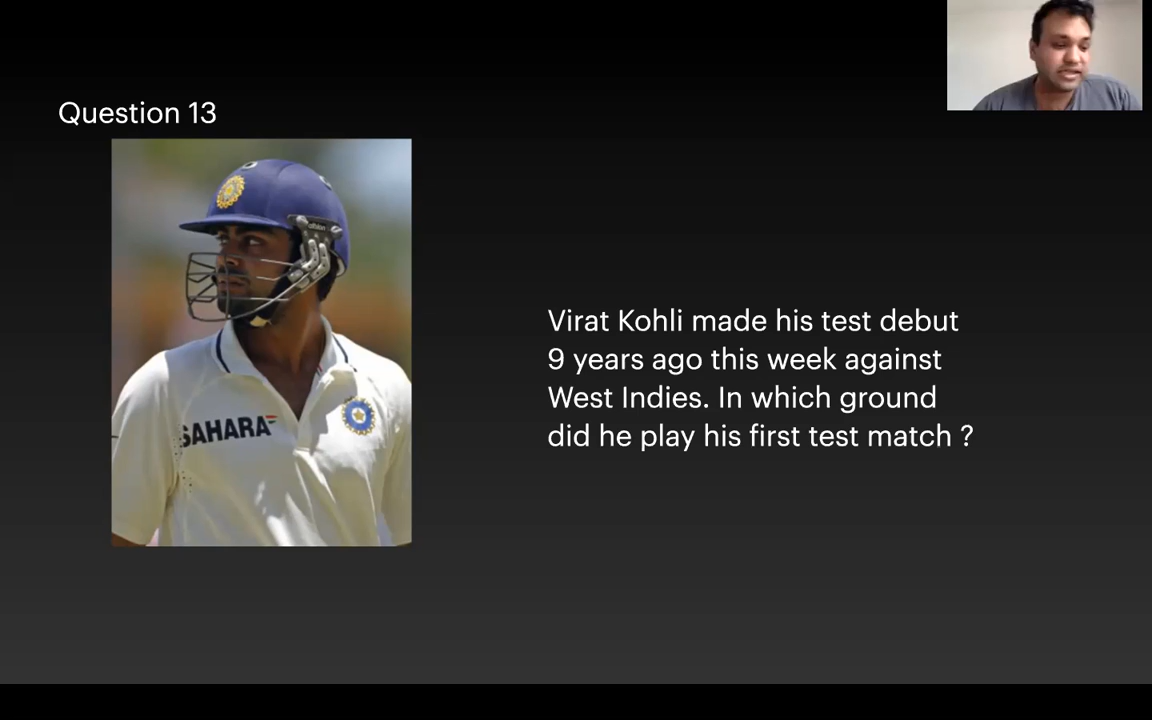 Question 13
SAHARA
Virat Kohli made his test debut
9 years ago this week against
West Indies. In which ground
did he play his first test match ?